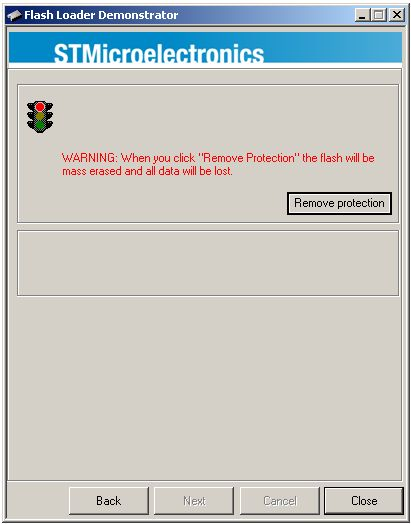 Flash Loader Demonstrator
STMicroelectronics
WARNING: When you click "Remove Protection" the flash will be
mass erased and all data will be lost.
Remove protection
Back
Next
Cancel
Close